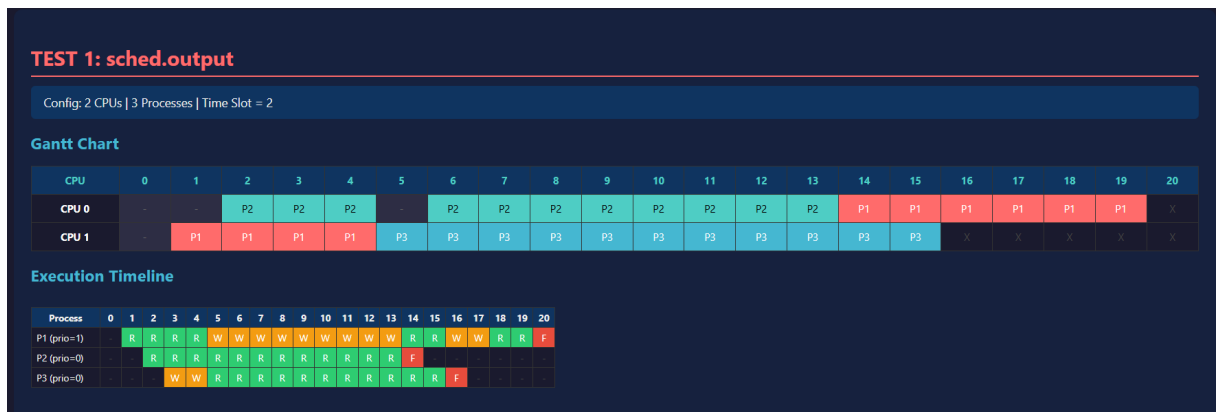 TEST 1: sched.output
Config: 2 CPUs | 3 Processes | Time Slot = 2
Gantt Chart
CPU 0 1 2 3 4 5 6 7 8 9 10 11 12 13 14 15 16 17 18 19 20
CPU 0 - - P2 P2 P2 - P2 P2 P2 P2 P2 P2 P2 P2 P1 P1 P1 P1 P1 P1 X
CPU 1 - P1 P1 P1 P1 P3 P3 P3 P3 P3 P3 P3 P3 P3 P3 P3 X X X X X
Execution Timeline
Process 0 1 2 3 4 5 6 7 8 9 10 11 12 13 14 15 16 17 18 19 20
P1 (prio=1) - R R R R W W W W W W W W W R R W W R R F
P2 (prio=0) - - R R R R R R R R R R R R F - - - - - -
P3 (prio=0) - - - W W R R R R R R R R R R R F - - - -